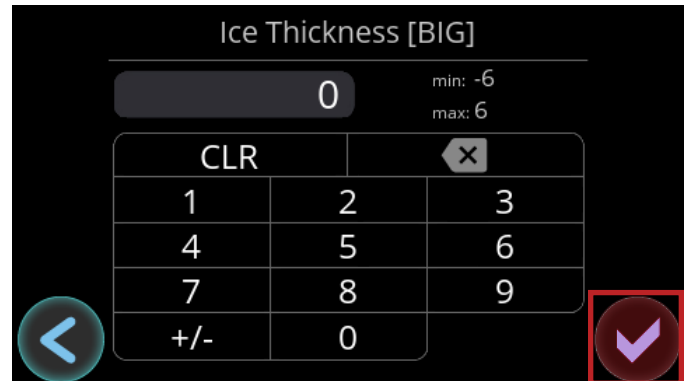 Ice Thickness [BIG]
0
min: -6
max: 6
CLR
1 2 3
4 5 6
7 8 9
+/- 0